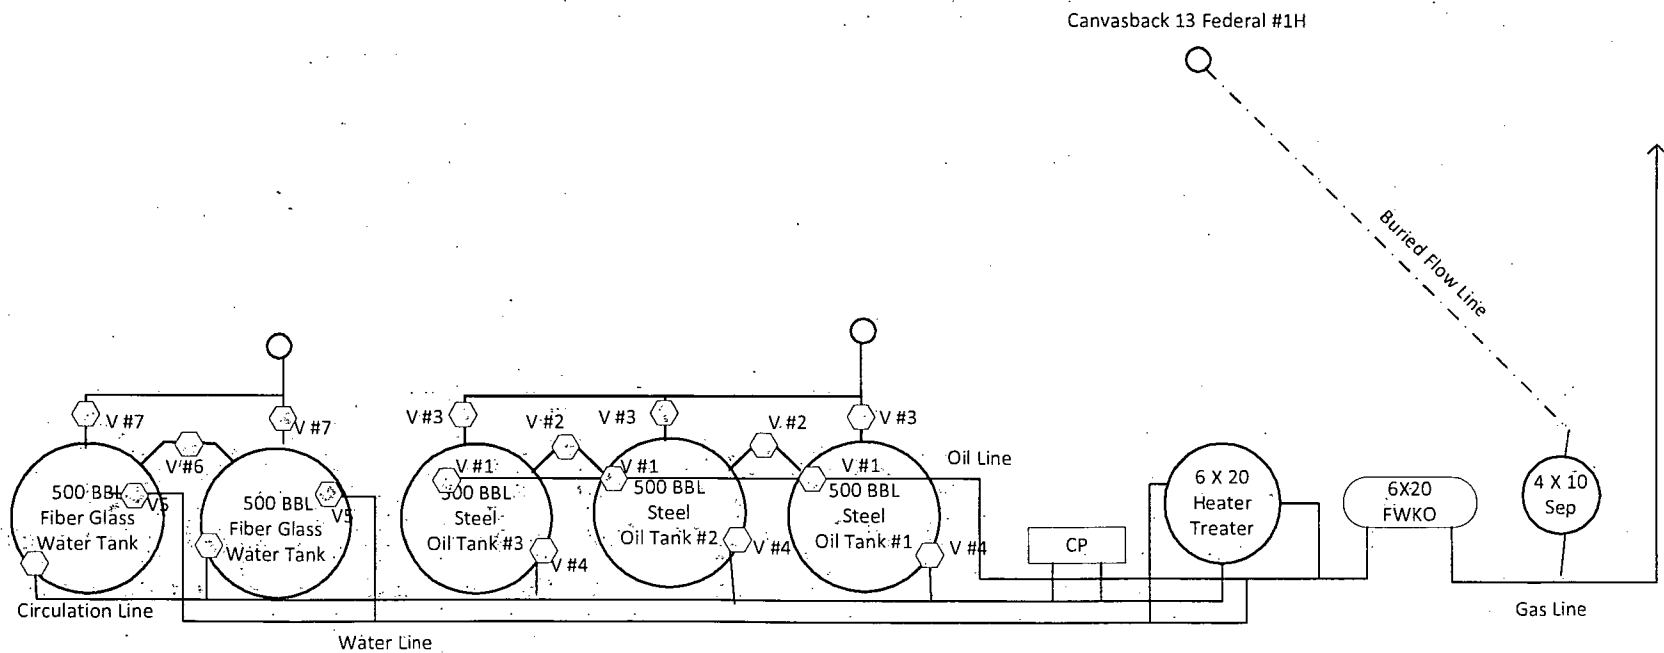 Canvasback 13 Federal #1H
Buried Flow Line
V #7
V #7
V #6
V #3
V #2
V #3
V #2
V #3
V #1
V #1
V #1
Oil Line
500 BBL
Fiber Glass
Water Tank
V5
500 BBL
Fiber Glass
Water Tank
V5
500 BBL
Steel
Oil Tank #3
V #4
500 BBL
Steel
Oil Tank #2
V #4
500 BBL
Steel
Oil Tank #1
V #4
CP
6 X 20
Heater
Treater
6X20
FWKO
4 X 10
Sep
Circulation Line
Water Line
Gas Line